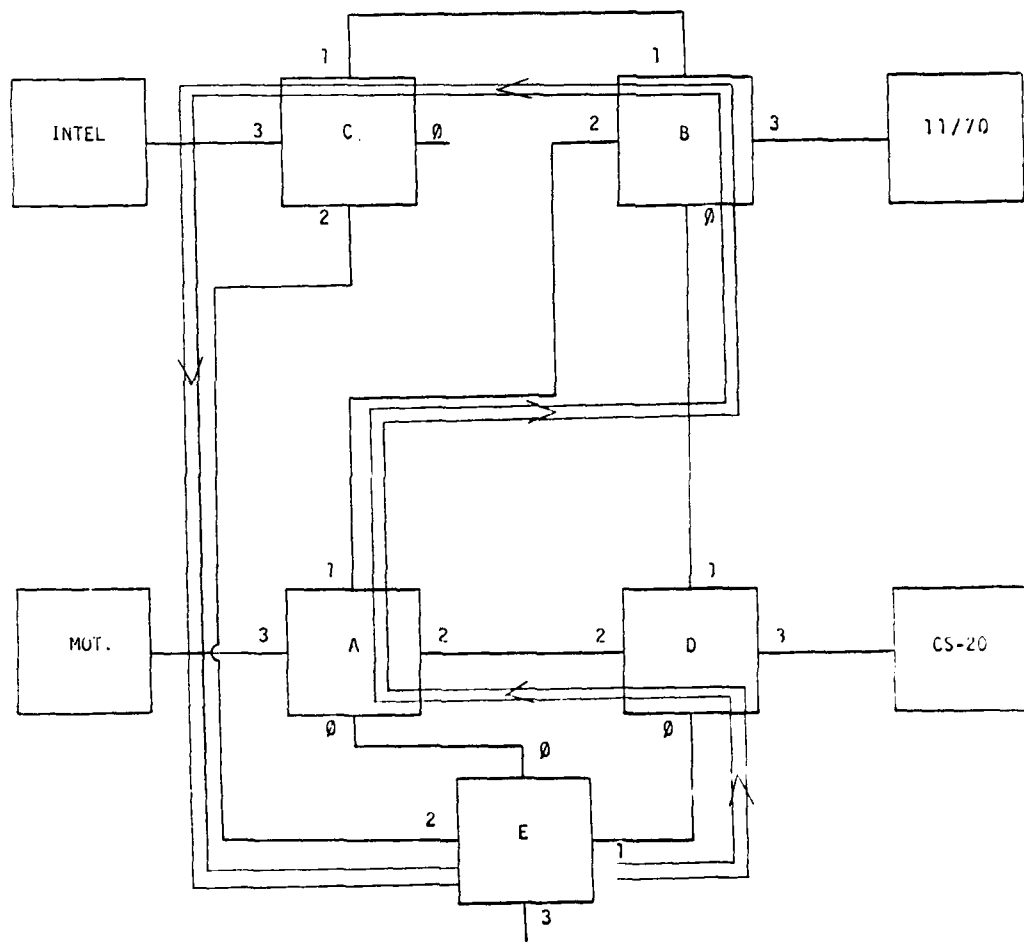 1 1
INTEL 3 C. Ø 2 B 3 11/70
2 Ø
1 1
MOT. 3 A 2 2 D 3 CS-20
Ø Ø Ø
2 E 1
3